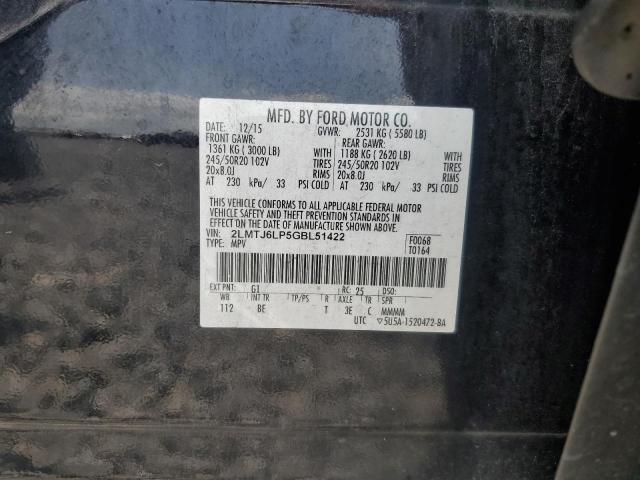 MFD. BY FORD MOTOR CO.
DATE: 12/15 GVWR: 2531 KG ( 5580 LB)
FRONT GAWR: REAR GAWR:
1361 KG ( 3000 LB) 1188 KG ( 2620 LB)
245/50R20 102V TIRES 245/50R20 102V TIRES
20x8.0J RIMS 20x8.0J RIMS
AT 230 kPa/ 33 PSI COLD AT 230 kPa/ 33 PSI COLD
THIS VEHICLE CONFORMS TO ALL APPLICABLE FEDERAL MOTOR
VEHICLE SAFETY AND THEFT PREVENTION STANDARDS IN
EFFECT ON THE DATE OF MANUFACTURE SHOWN ABOVE.
VIN: 2LMTJ6LP5GBL51422 F0068
TYPE: MPV T0164
EXT PNT: G1 RC: 25 DSO:
WB INT TR TP/PS R AXLE TR SPR
112 BE T 3E C MMMM
UTC ▽5U5A-1520472-BA